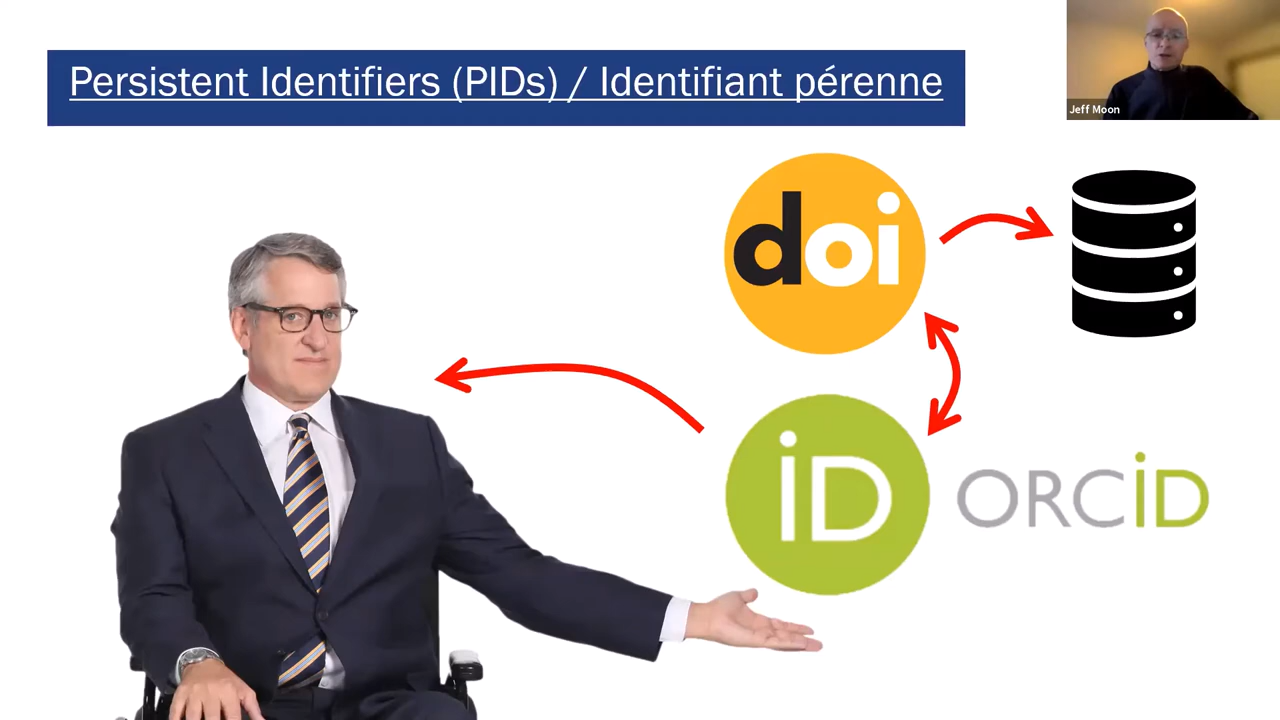 Persistent Identifiers (PIDs) / Identifiant pérenne
Jeff Moon
doi
iD
ORCiD